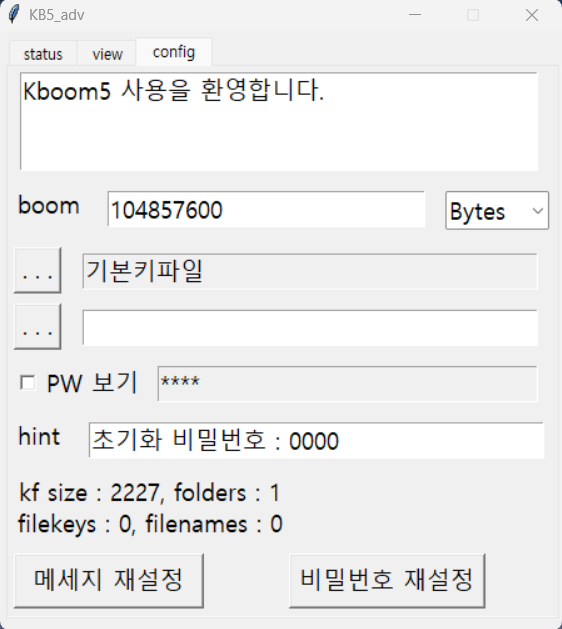 KB5_adv
status view config
Kboom5 사용을 환영합니다.
boom 104857600 Bytes
... 기본키파일
...
PW 보기 ****
hint 초기화 비밀번호 : 0000
kf size : 2227, folders : 1
filekeys : 0, filenames : 0
메세지 재설정 비밀번호 재설정